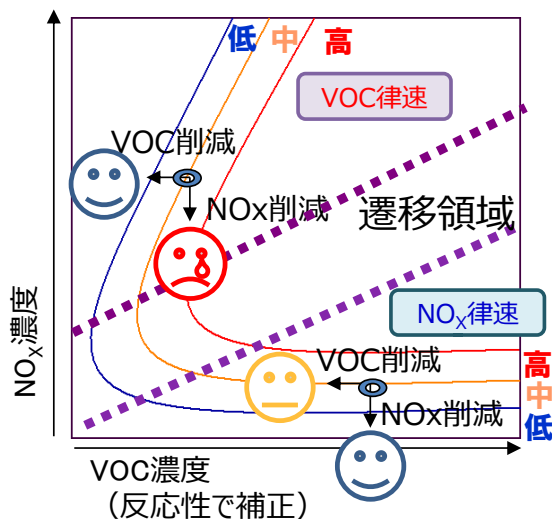 低 中 高
VOC律速
VOC削減
NOx削減
遷移領域
NOX律速
VOC削減
NOx削減
高
中
低
NOX濃度
VOC濃度
（反応性で補正）